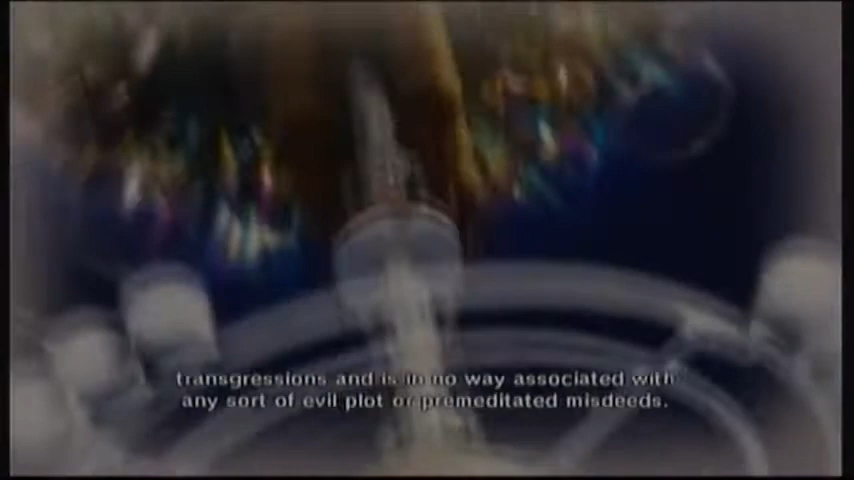 transgressions and is in no way associated with
any sort of evil plot or premeditated misdeeds.